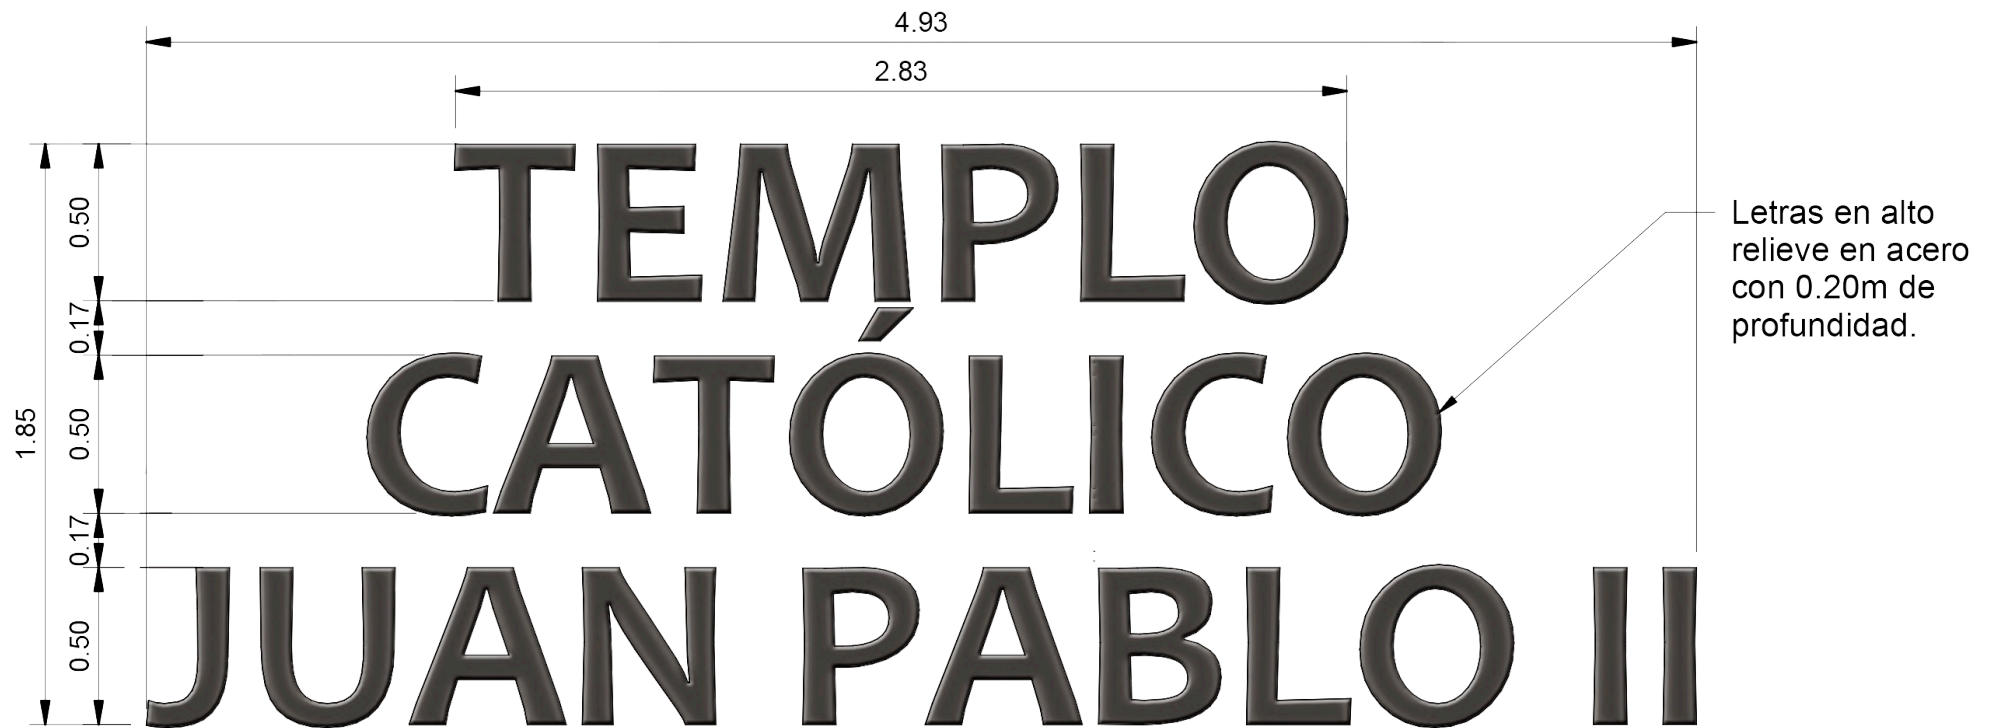 4.93
2.83
TEMPLO
0.50
0.17
CATÓLICO
0.50
1.85
0.17
JUAN PABLO II
0.50
Letras en alto
relieve en acero
con 0.20m de
profundidad.